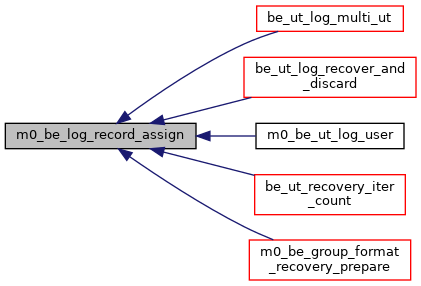 be_ut_log_multi_ut
be_ut_log_recover_and
_discard
m0_be_log_record_assign
m0_be_ut_log_user
be_ut_recovery_iter
_count
m0_be_group_format
_recovery_prepare